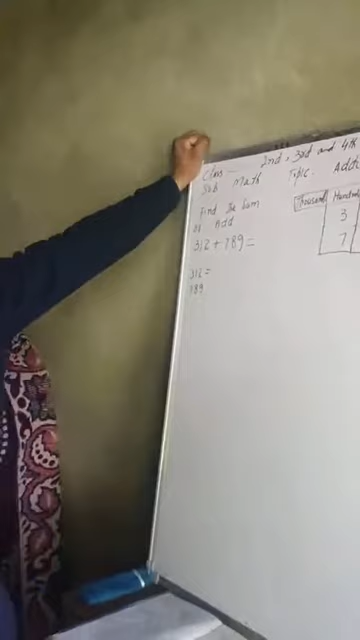 Class — 2nd, 3rd and 4th
Sub Math Topic - Addi
Find the Sum
or Add
312 + 789 =
Thousand Hundred
3
7
312 =
789